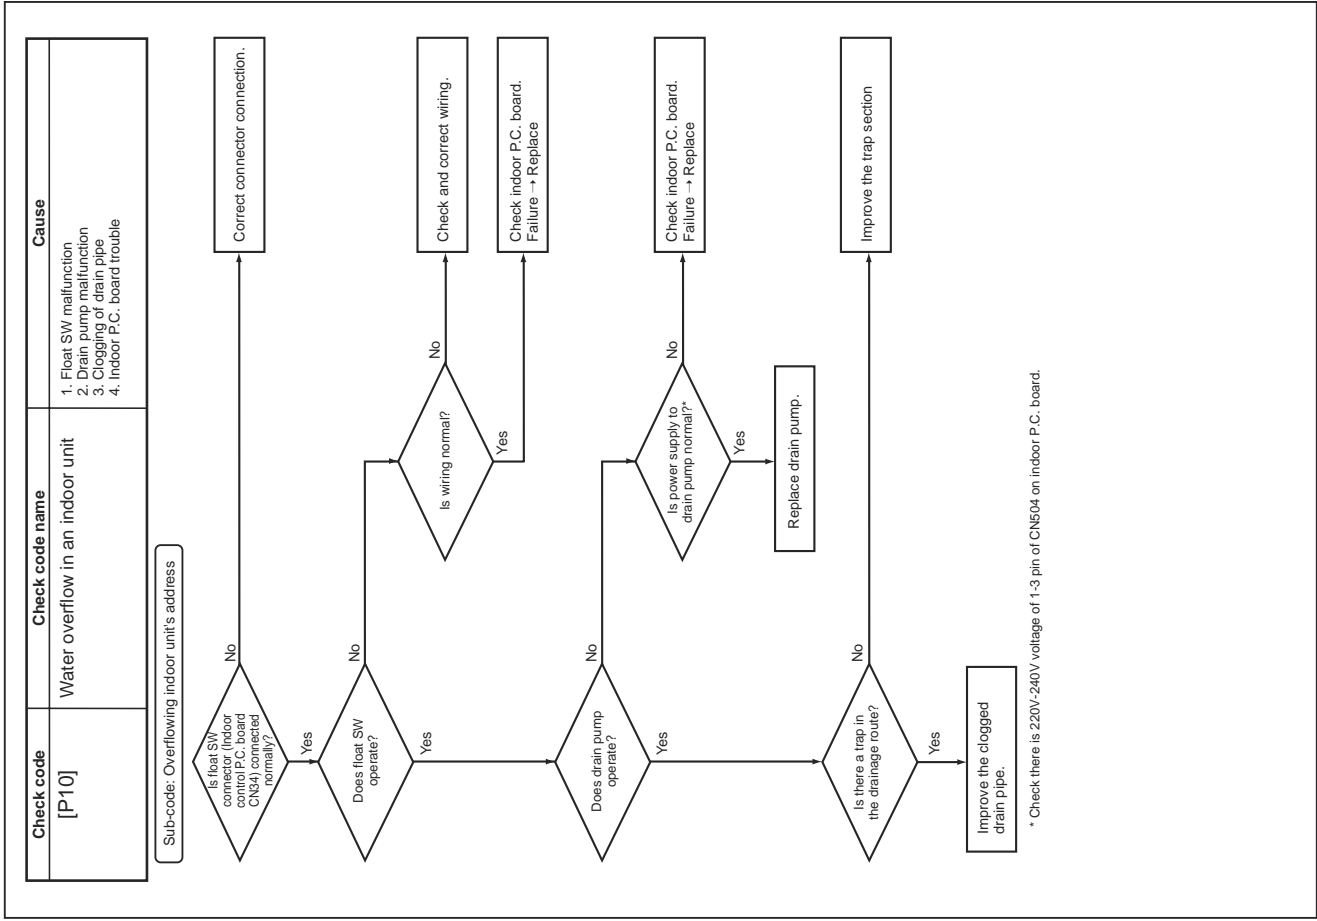 Check code
Check code name
Cause
[P10]
Water overflow in an indoor unit
1. Float SW malfunction
2. Drain pump malfunction
3. Clogging of drain pipe
4. Indoor P.C. board trouble
Sub-code: Overflowing indoor unit's address
Is float SW
connector (Indoor
control P.C. board
CN34) connected
normally?
No
Correct connector connection.
Yes
Does float SW
operate?
No
Is wiring normal?
No
Check and correct wiring.
Yes
Check indoor P.C. board.
Failure → Replace
Yes
Does drain pump
operate?
No
Is power supply to
drain pump normal?*
No
Check indoor P.C. board.
Failure → Replace
Yes
Replace drain pump.
Yes
Is there a trap in
the drainage route?
No
Improve the trap section
Yes
Improve the clogged
drain pipe.
* Check there is 220V-240V voltage of 1-3 pin of CN504 on indoor P.C. board.